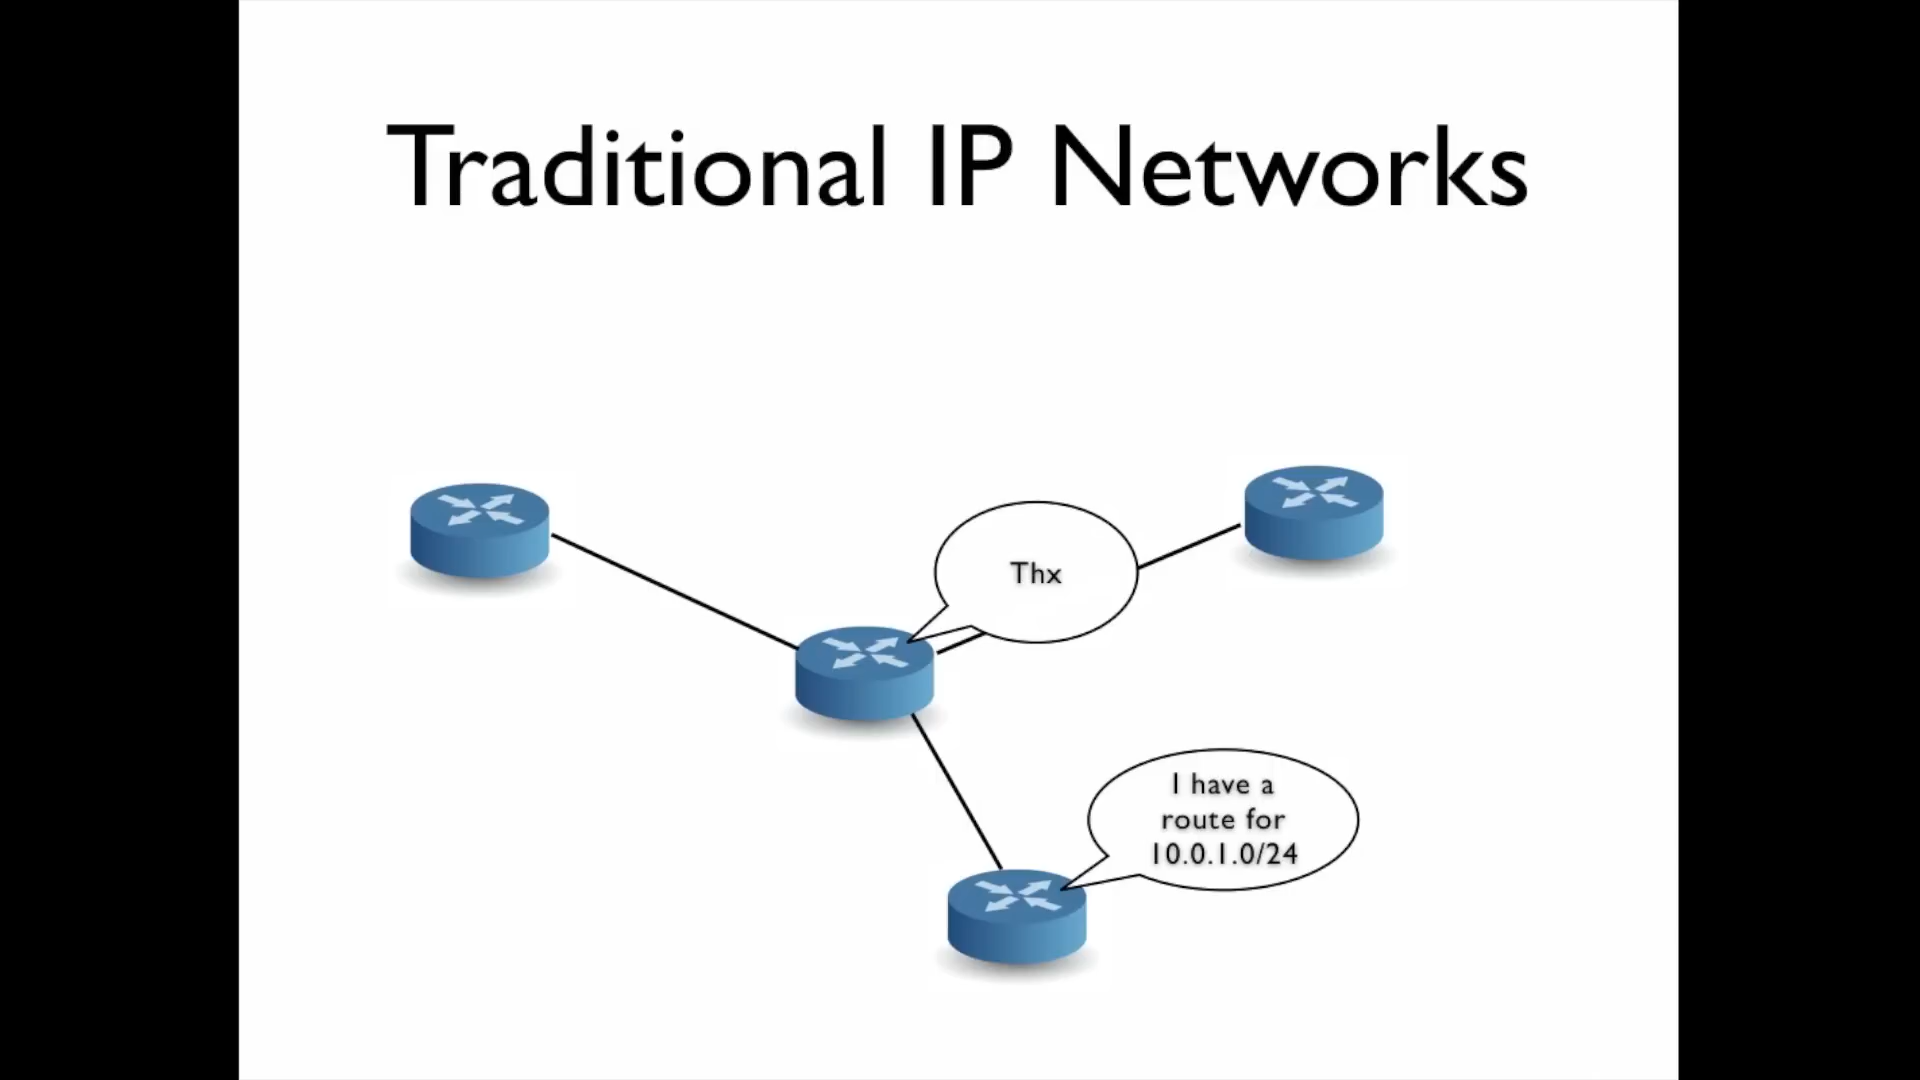 Traditional IP Networks
Thx
I have a
route for
10.0.1.0/24